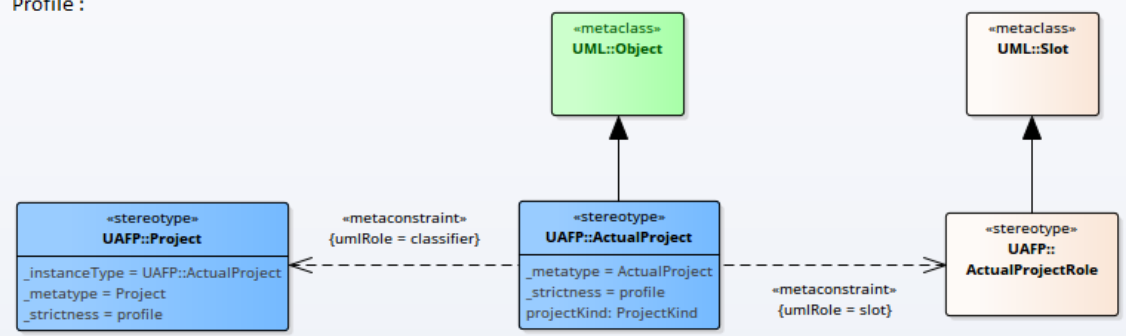 Profile :
«metaclass»
UML::Object
«metaclass»
UML::Slot
«stereotype»
UAFP::Project
_instanceType = UAFP::ActualProject
_metatype = Project
_strictness = profile
«metaconstraint»
{umlRole = classifier}
«stereotype»
UAFP::ActualProject
_metatype = ActualProject
_strictness = profile
projectKind: ProjectKind
«metaconstraint»
{umlRole = slot}
«stereotype»
UAFP::
ActualProjectRole